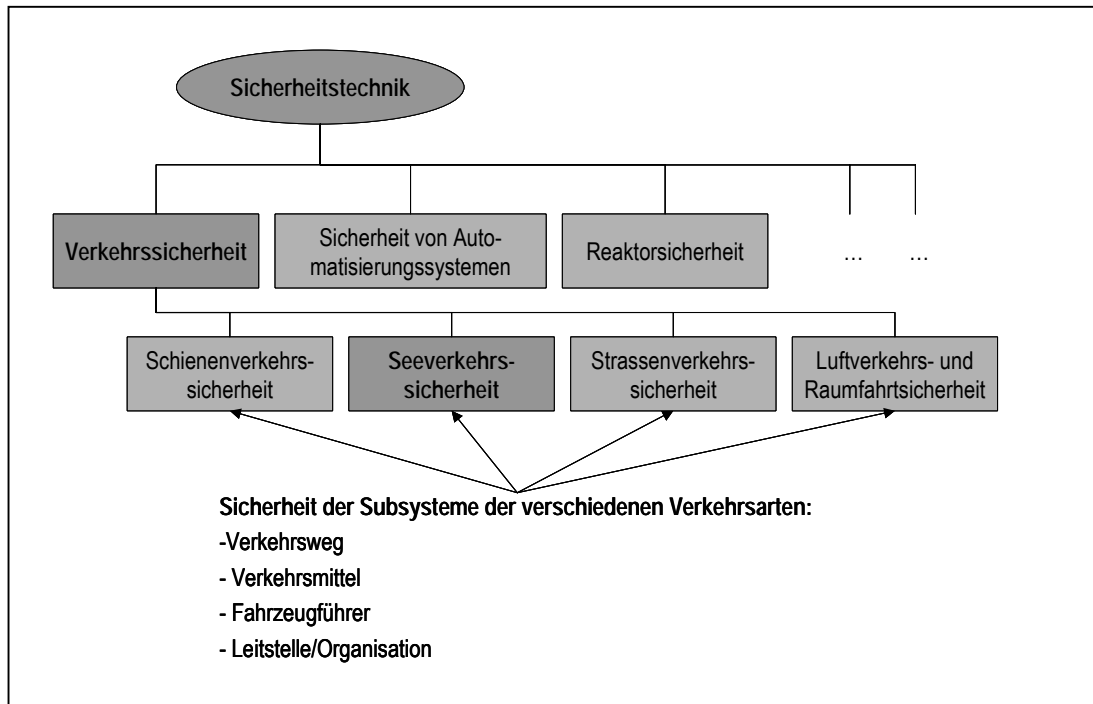 Sicherheitstechnik
Verkehrssicherheit
Sicherheit von Auto-
matisierungssystemen
Reaktorsicherheit
...
...
Schienenverkehrs-
sicherheit
Seeverkehrs-
sicherheit
Strassenverkehrs-
sicherheit
Luftverkehrs- und
Raumfahrtsicherheit
Sicherheit der Subsysteme der verschiedenen Verkehrsarten:
-Verkehrsweg
- Verkehrsmittel
- Fahrzeugführer
- Leitstelle/Organisation